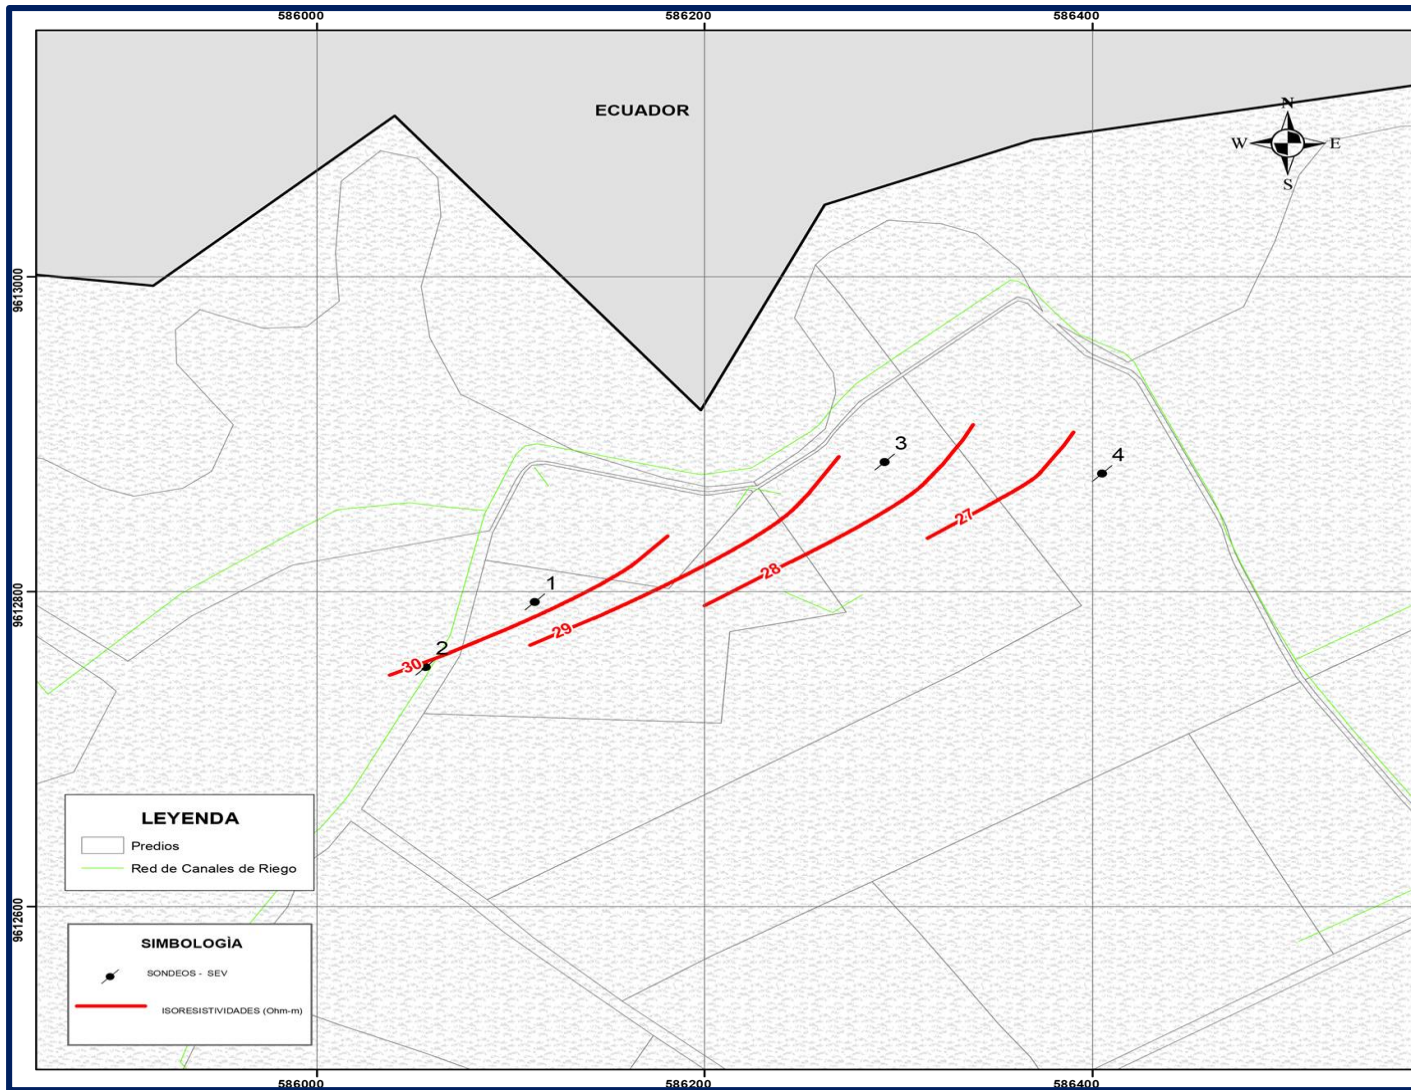 586000
586200
586400
ECUADOR
N
W
E
S
9613000
3
4
27
28
9612800
1
29
2
30
LEYENDA
Predios
Red de Canales de Riego
9612600
SIMBOLOGÌA
SONDEOS - SEV
ISORESISTIVIDADES (Ohm-m)
586000
586200
586400